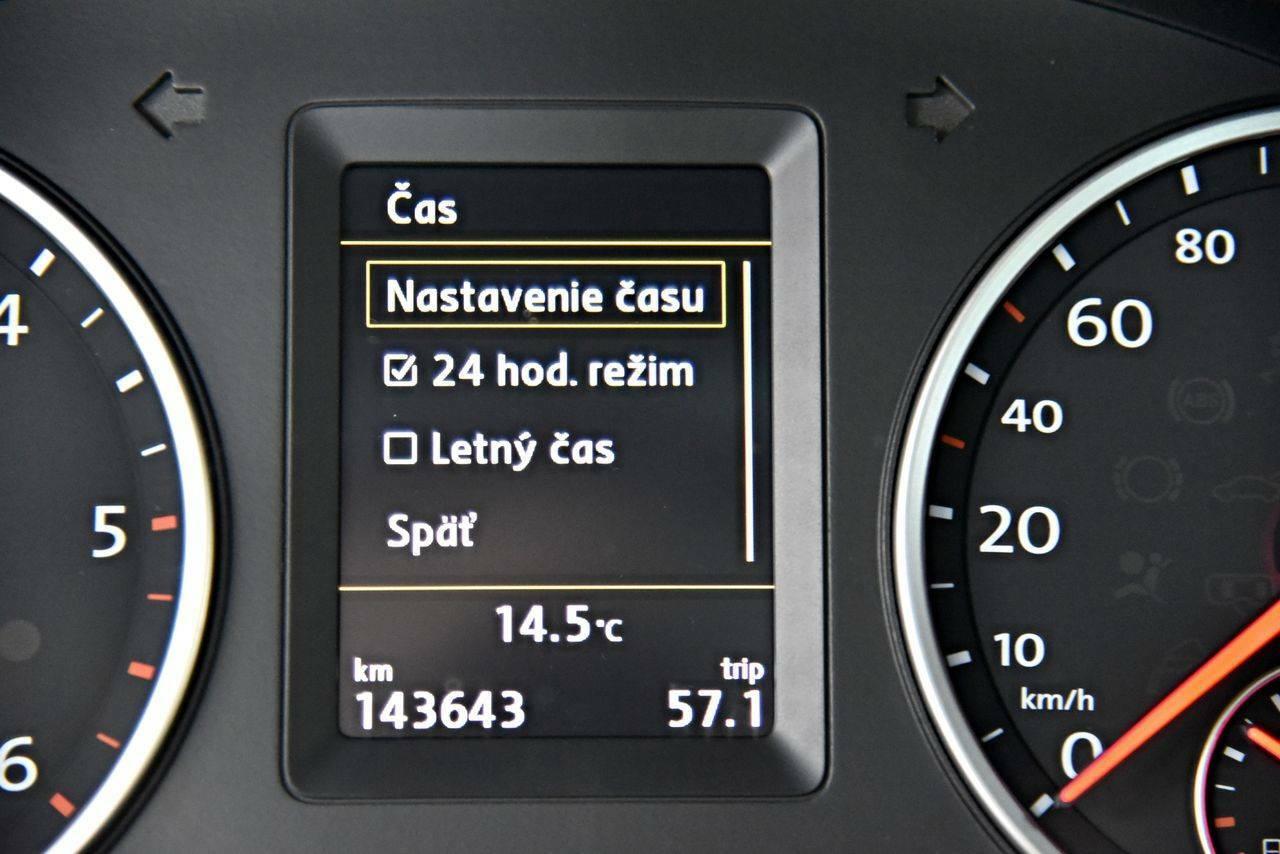 Čas
Nastavenie času
24 hod. režim
Letný čas
Späť
14.5°C
km trip
143643 57.1
4
5
6
80
60
40
20
10
km/h
0
ABS